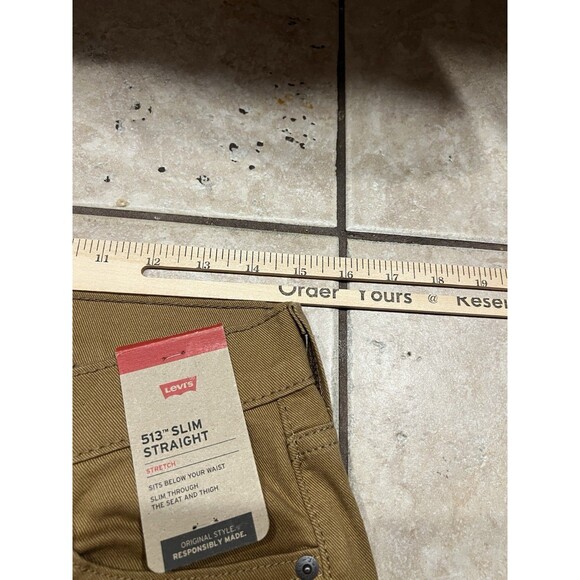 11 12 13 14 15 16 17 18 19
Order Yours @ Reser
Levi's
513™ SLIM
STRAIGHT
STRETCH
SITS BELOW YOUR WAIST
SLIM THROUGH
THE SEAT AND THIGH
ORIGINAL STYLE.
RESPONSIBLY MADE.